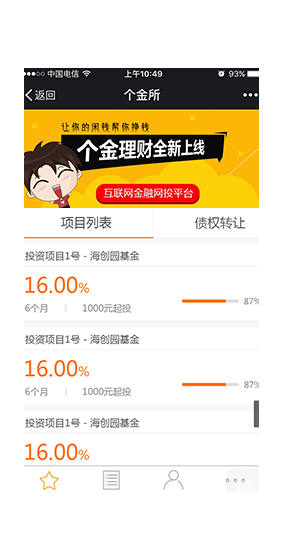 中国电信
上午10:49
93%
返回
个金所
让你的闲钱帮你挣钱
个金理财全新上线
互联网金融网投平台
项目列表
债权转让
投资项目1号 - 海创园基金
16.00%
6个月
1000元起投
87%
投资项目1号 - 海创园基金
16.00%
6个月
1000元起投
87%
投资项目1号 - 海创园基金
16.00%